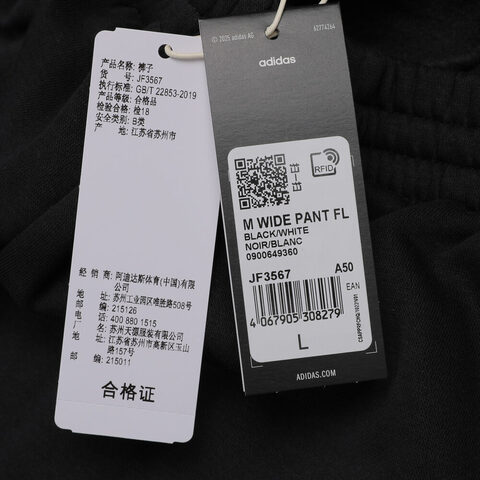 产品名称: 裤子
货 号: JF3567
执行标准: GB/T 22853-2019
产品等级: 合格品
检验合格: 检18
安全类别: B类
产 地: 江苏省苏州市
经 销 商: 阿迪达斯体育(中国)有限公司
地 址: 苏州工业园区唯胜路508号
邮 编: 215126
电 话: 400 880 1515
苏州天源服装有限公司
地 址: 江苏省苏州市高新区玉山路157号
邮 编: 215011
合格证
© 2025 adidas AG
62774264
adidas
RFID
M WIDE PANT FL
BLACK/WHITE
NOIR/BLANC
0900649360
JF3567 A50
EAN
4 067905 308279
L
ADIDAS.COM